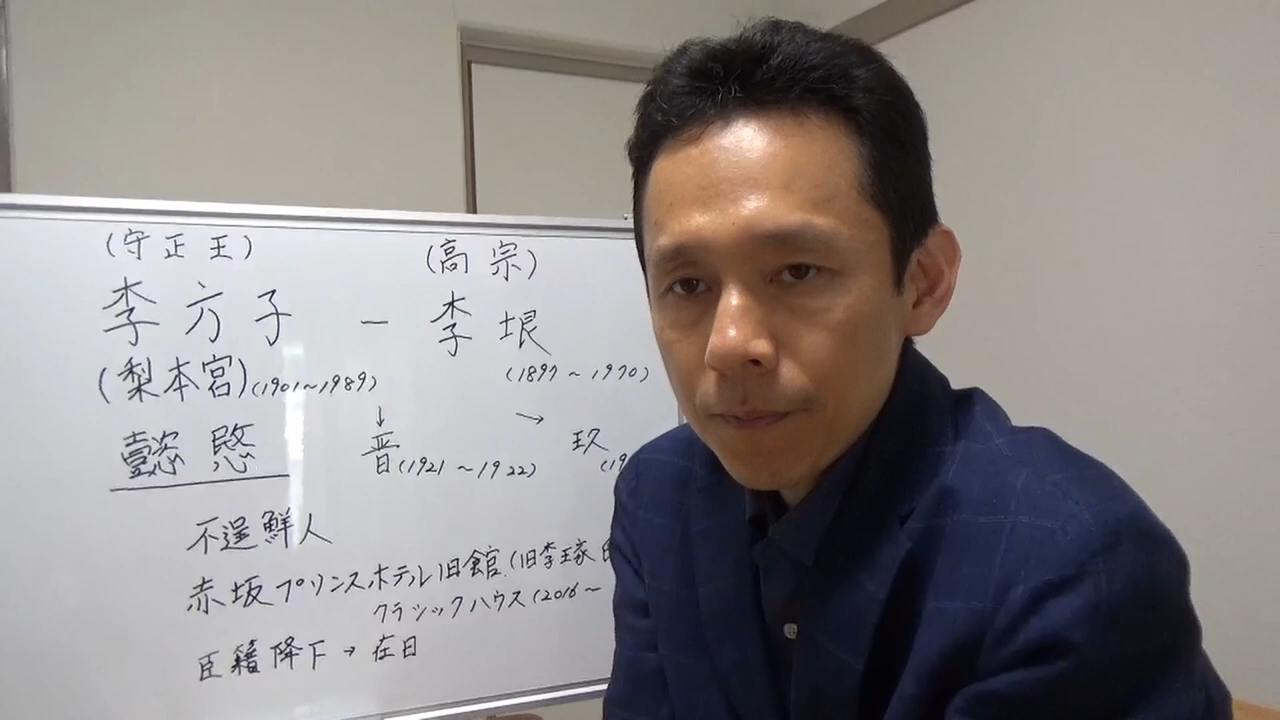 (守正王) (高宗)
李方子 ー 李垠
(梨本宮)(1901~1989) (1897~1970)
↓ →
懿愍 晋(1921~1922) 玖(19
不逞鮮人
赤坂プリンスホテル旧館(旧李王家
クラシックハウス(2016~
臣籍降下→在日